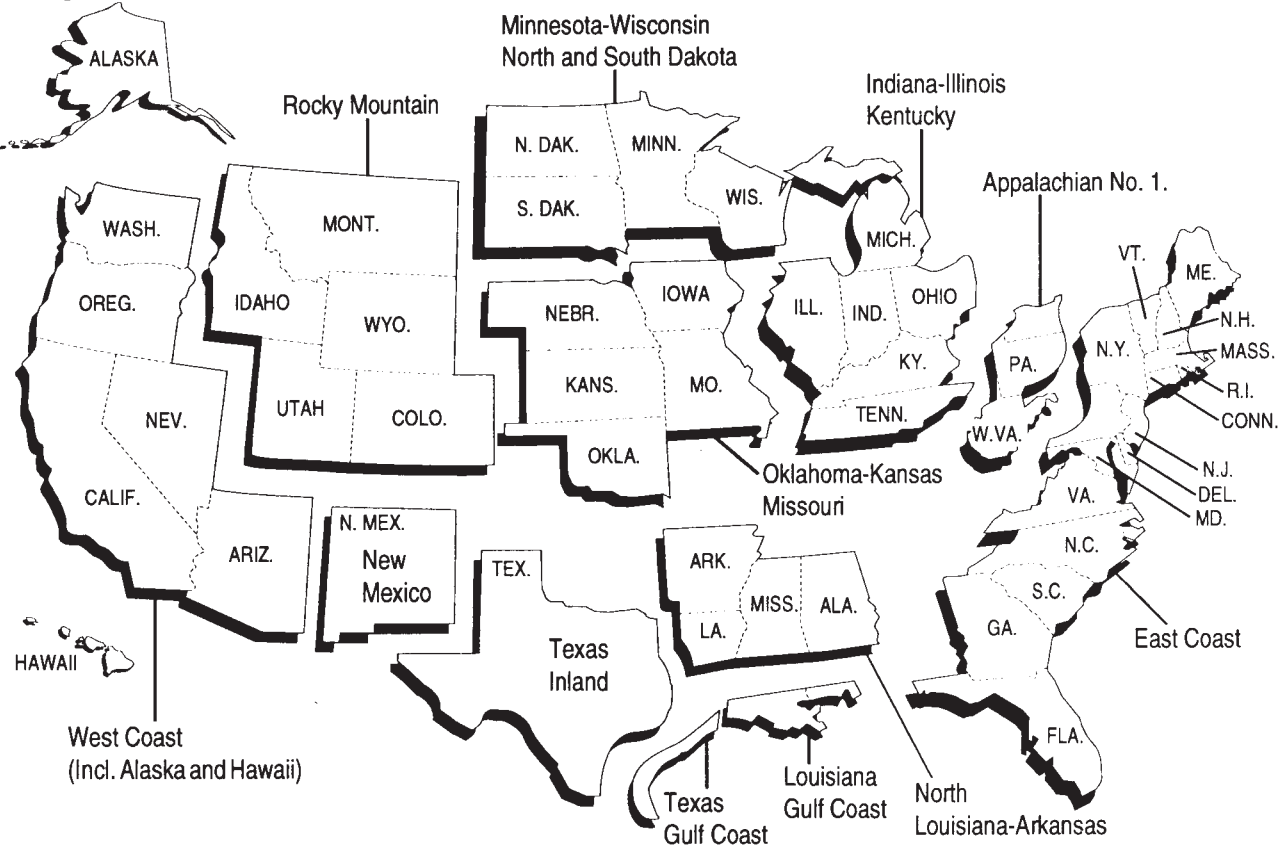 ALASKA
Minnesota-Wisconsin
North and South Dakota
Rocky Mountain
Indiana-Illinois
Kentucky
Appalachian No. 1.
N. DAK.
MINN.
S. DAK.
WIS.
WASH.
MONT.
MICH.
VT.
ME.
OREG.
IDAHO
WYO.
NEBR.
IOWA
ILL.
IND.
OHIO
N.H.
N.Y.
MASS.
PA.
KY.
KANS.
MO.
R.I.
NEV.
UTAH
COLO.
TENN.
CONN.
W.VA.
OKLA.
Oklahoma-Kansas
Missouri
N.J.
DEL.
MD.
CALIF.
VA.
ARIZ.
N. MEX.
New
Mexico
TEX.
ARK.
N.C.
MISS.
ALA.
S.C.
LA.
GA.
East Coast
HAWAII
Texas
Inland
West Coast
(Incl. Alaska and Hawaii)
FLA.
Texas
Gulf Coast
Louisiana
Gulf Coast
North
Louisiana-Arkansas